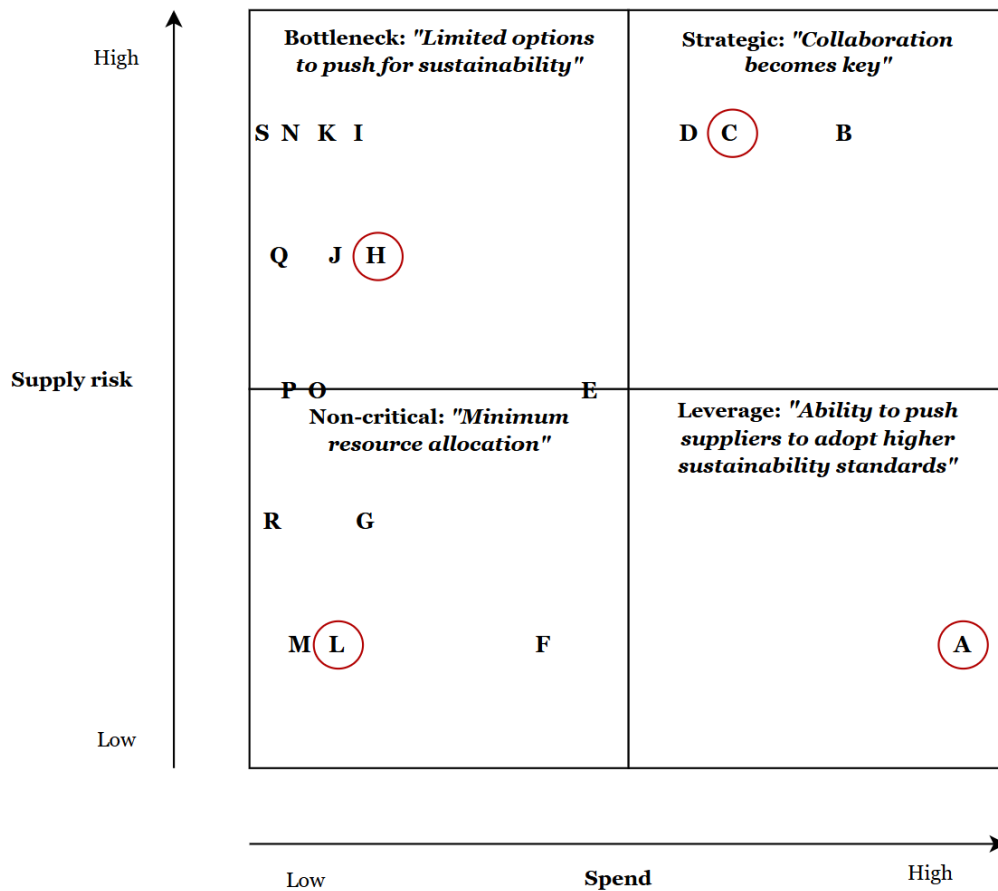 Bottleneck: "Limited options
to push for sustainability"
Strategic: "Collaboration
becomes key"
High
S N K I
D C B
Q J H
Supply risk
P O E
Non-critical: "Minimum
resource allocation"
Leverage: "Ability to push
suppliers to adopt higher
sustainability standards"
R G
M L F
A
Low
Low
Spend
High